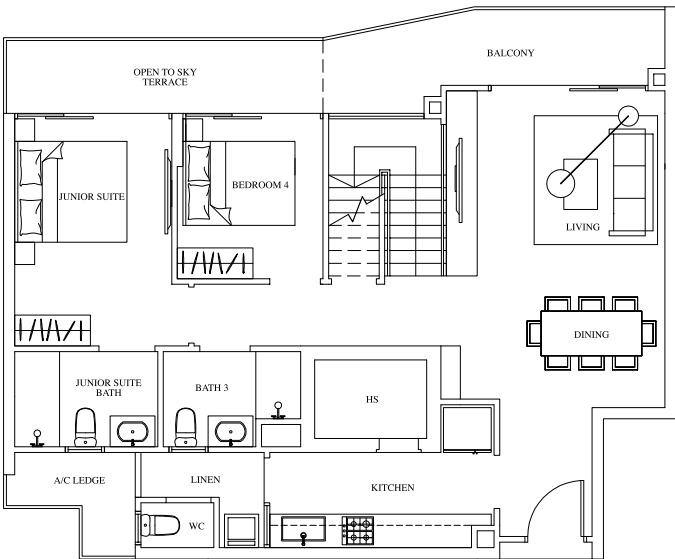 BALCONY
OPEN TO SKY
TERRACE
JUNIOR SUITE
BEDROOM 4
LIVING
DINING
JUNIOR SUITE
BATH
BATH 3
HS
A/C LEDGE
LINEN
KITCHEN
WC